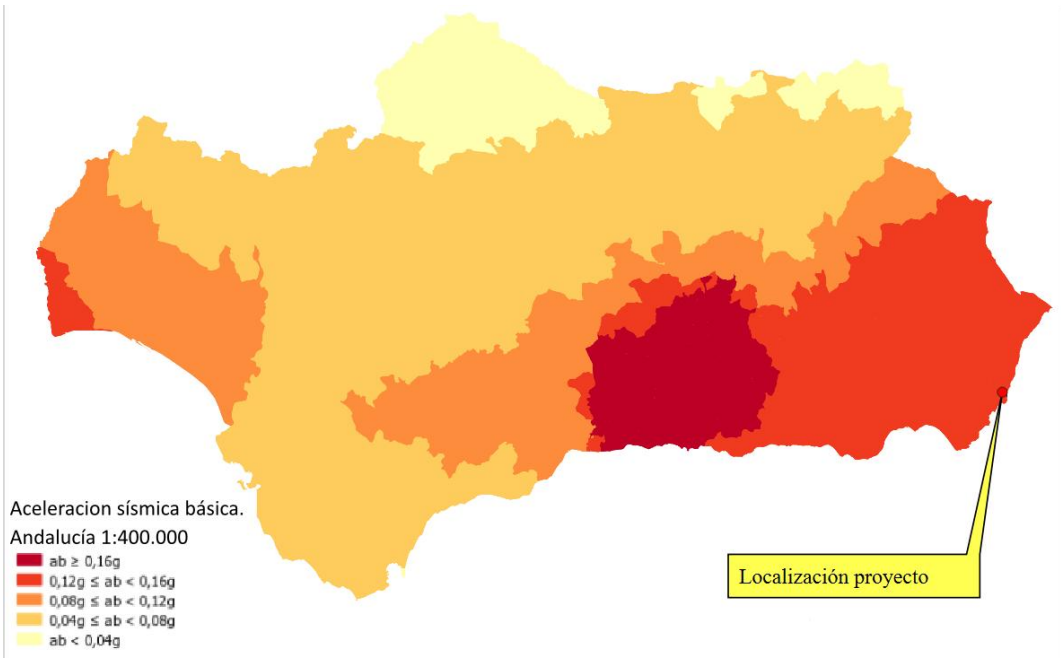 Aceleracion sísmica básica.
Andalucía 1:400.000
ab ≥ 0,16g
0,12g ≤ ab < 0,16g
0,08g ≤ ab < 0,12g
0,04g ≤ ab < 0,08g
ab < 0,04g
Localización proyecto